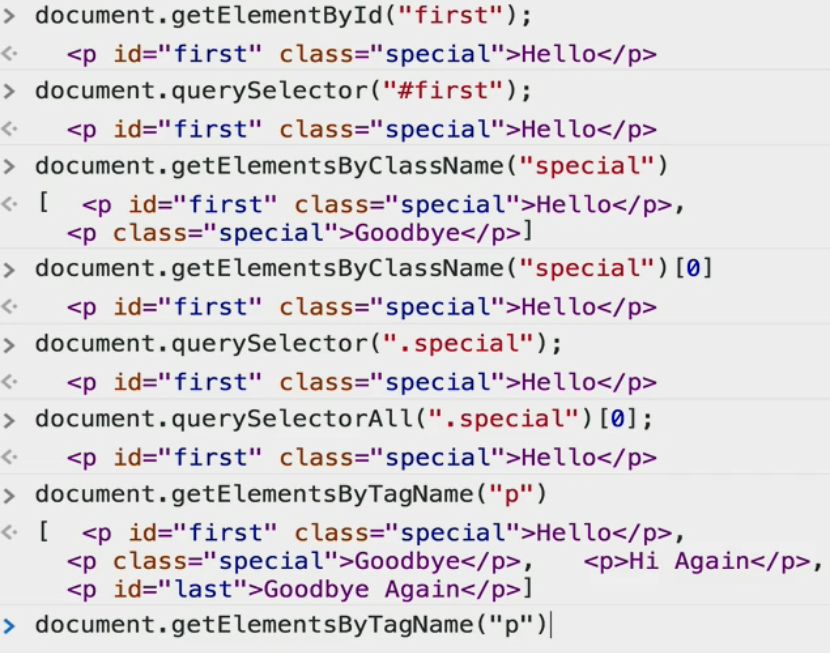 > document.getElementById("first");
<· <p id="first" class="special">Hello</p>
> document.querySelector("#first");
<· <p id="first" class="special">Hello</p>
> document.getElementsByClassName("special")
<· [  <p id="first" class="special">Hello</p>,
<p class="special">Goodbye</p>]
> document.getElementsByClassName("special")[0]
<· <p id="first" class="special">Hello</p>
> document.querySelector(".special");
<· <p id="first" class="special">Hello</p>
> document.querySelectorAll(".special")[0];
<· <p id="first" class="special">Hello</p>
> document.getElementsByTagName("p")
<· [  <p id="first" class="special">Hello</p>,
<p class="special">Goodbye</p>,   <p>Hi Again</p>,
<p id="last">Goodbye Again</p>]
> document.getElementsByTagName("p")